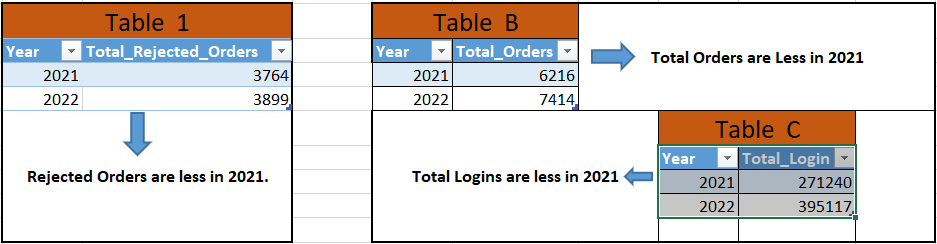 Table 1
Year Total_Rejected_Orders
2021 3764
2022 3899
Rejected Orders are less in 2021.
Table B
Year Total_Orders
2021 6216
2022 7414
Total Orders are Less in 2021
Table C
Year Total_Login
2021 271240
2022 395117
Total Logins are less in 2021